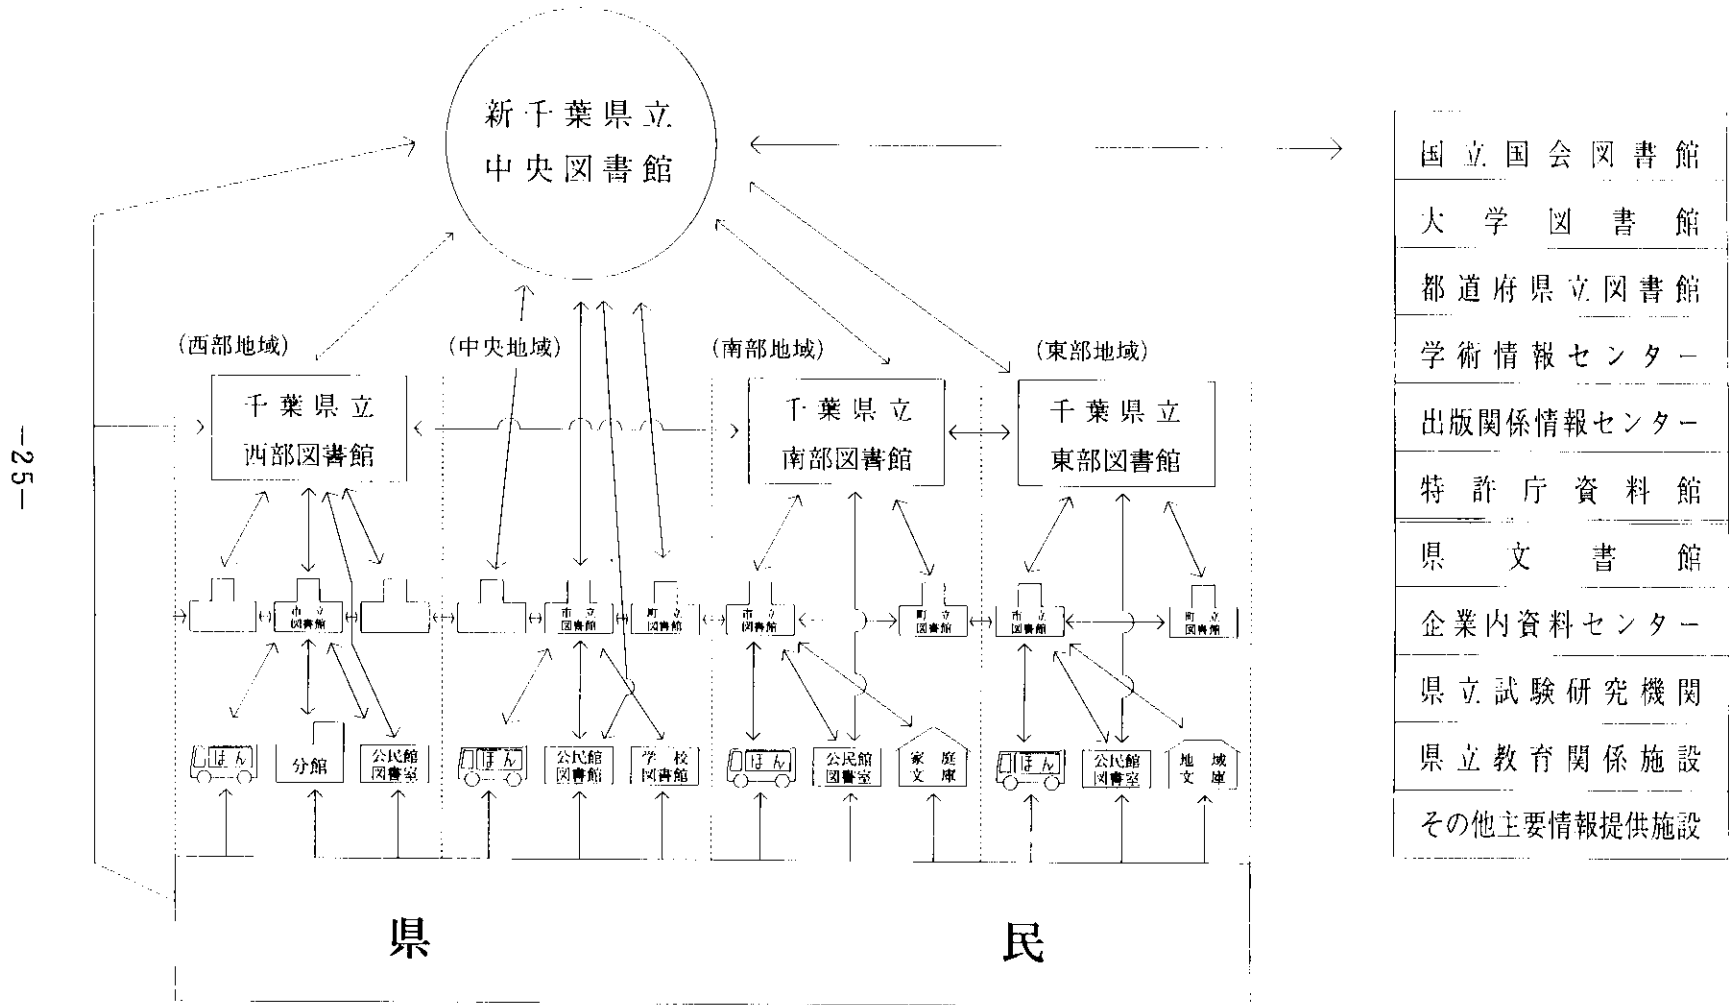 新千葉県立
中央図書館
国立国会図書館
大学図書館
都道府県立図書館
学術情報センター
出版関係情報センター
特許庁資料館
県文書館
企業内資料センター
県立試験研究機関
県立教育関係施設
その他主要情報提供施設
(西部地域)
(中央地域)
(南部地域)
(東部地域)
千葉県立
西部図書館
千葉県立
南部図書館
千葉県立
東部図書館
市立
図書館
市立
図書館
町立
図書館
市立
図書館
町立
図書館
市立
図書館
町立
図書館
ほん
分館
公民館
図書室
ほん
公民館
図書館
学校
図書館
ほん
公民館
図書室
家庭
文庫
ほん
公民館
図書室
地域
文庫
県民
−25−